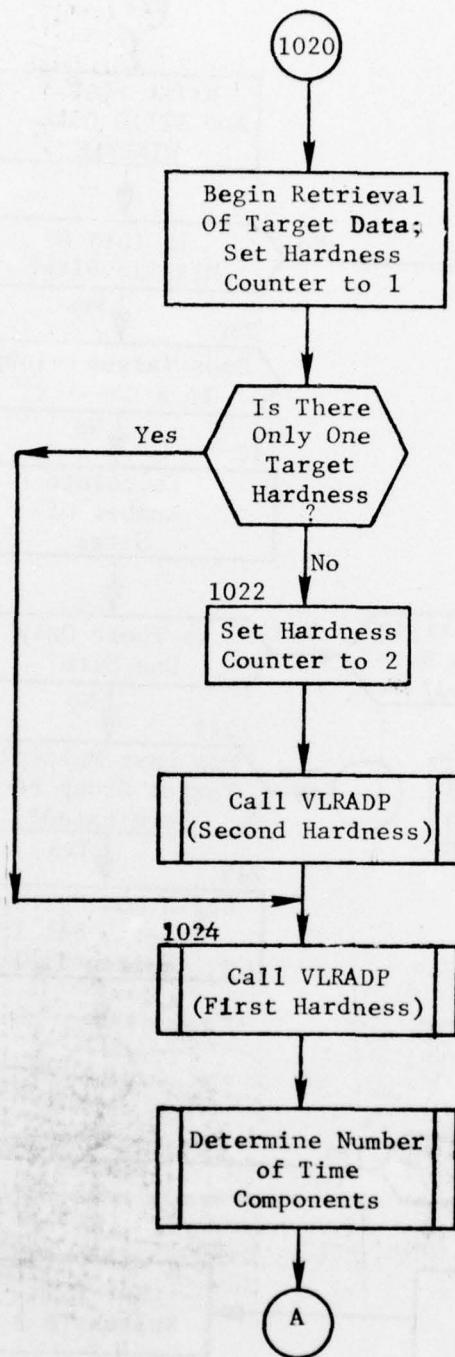 1020
Begin Retrieval
Of Target Data;
Set Hardness
Counter to 1
Is There
Only One
Target
Hardness
?
Yes
No
1022
Set Hardness
Counter to 2
Call VLRADP
(Second Hardness)
1024
Call VLRADP
(First Hardness)
Determine Number
of Time
Components
A